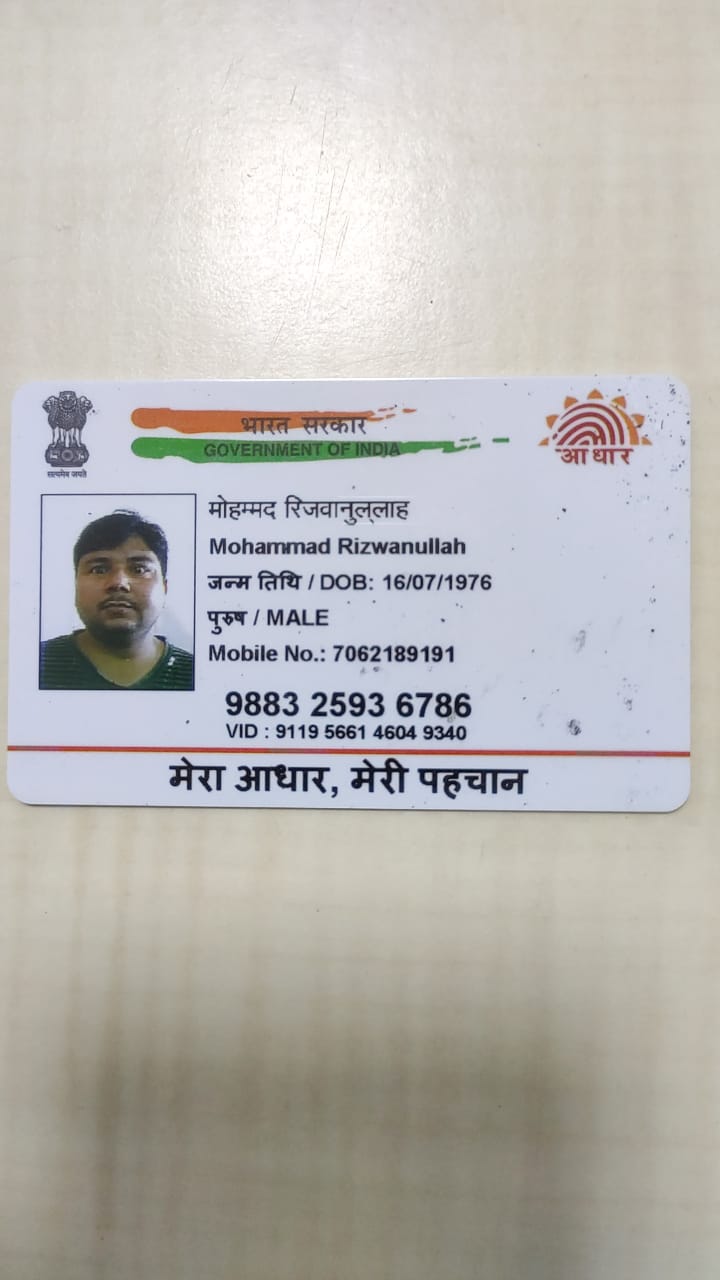 भारत सरकार
GOVERNMENT OF INDIA
सत्यमेव जयते
आधार
मोहम्मद रिजवानुल्लाह
Mohammad Rizwanullah
जन्म तिथि / DOB: 16/07/1976
पुरुष / MALE
Mobile No.: 7062189191
9883 2593 6786
VID : 9119 5661 4604 9340
मेरा आधार, मेरी पहचान